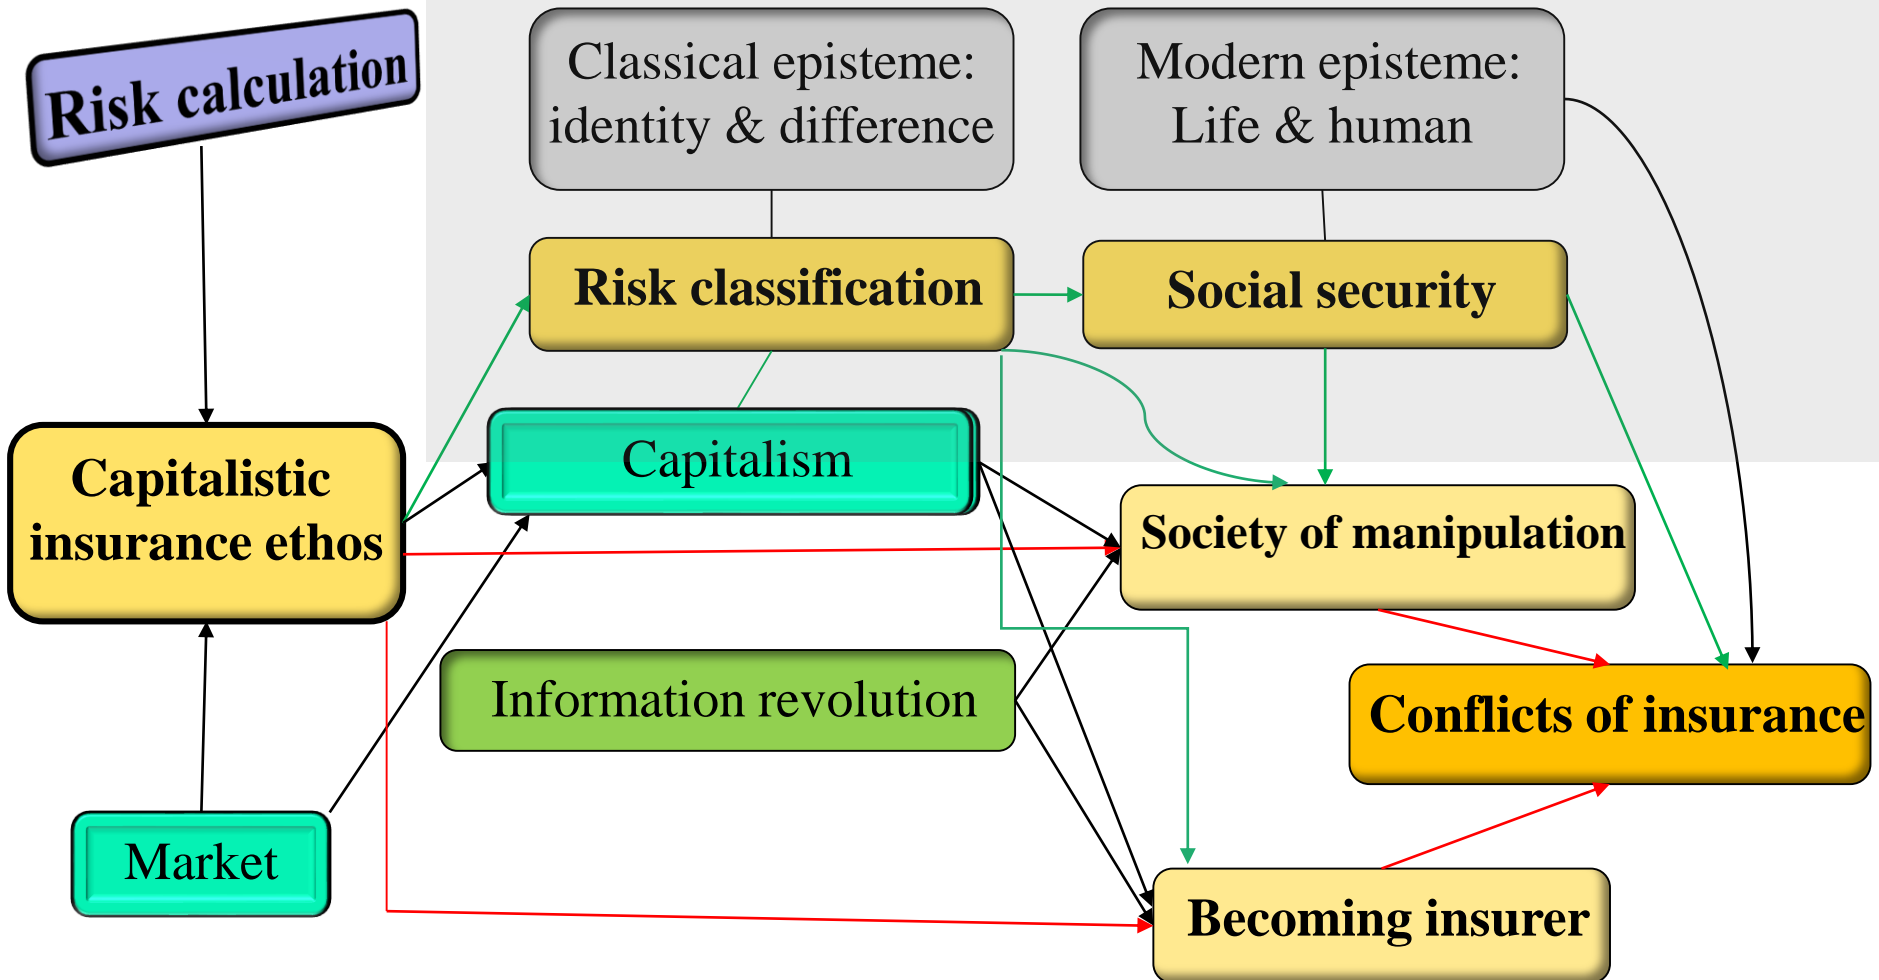 Risk calculation
Classical episteme:
identity & difference
Modern episteme:
Life & human
Risk classification
Social security
Capitalistic
insurance ethos
Capitalism
Society of manipulation
Information revolution
Conflicts of insurance
Market
Becoming insurer